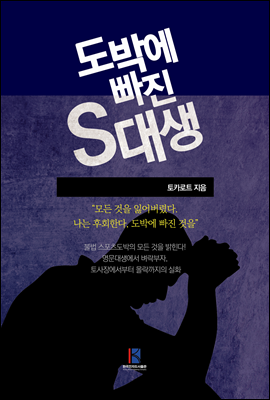 도박에
빠진
S대생
토카로트 지음
"모든 것을 잃어버렸다.
나는 후회한다. 도박에 빠진 것을"
불법 스포츠도박의 모든 것을 밝힌다!
명문대생에서 벼락부자,
토사장에서부터 몰락까지의 실화